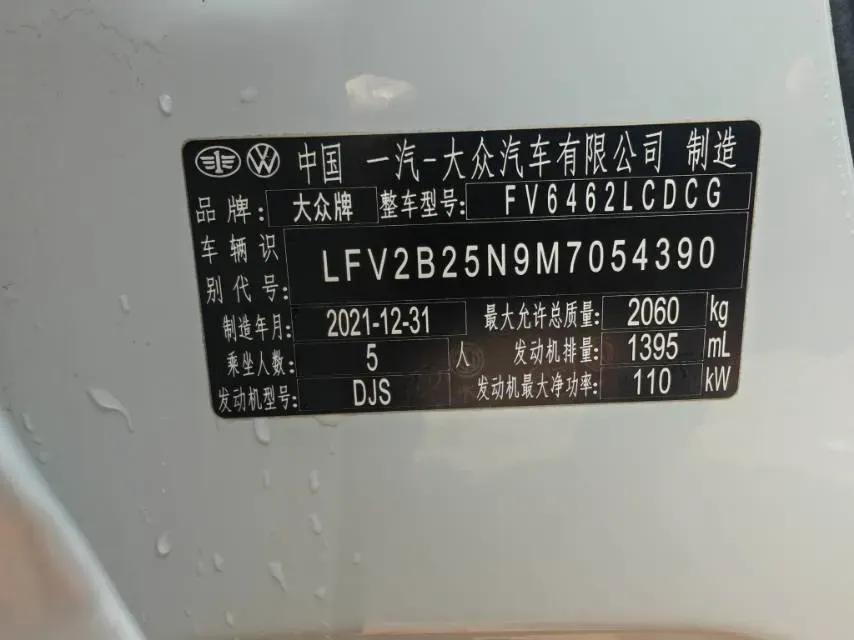 中国 一汽-大众汽车有限公司 制造
品牌: 大众牌 整车型号: FV6462LCDCG
车辆识别代号: LFV2B25N9M7054390
制造年月: 2021-12-31 最大允许总质量: 2060 kg
乘坐人数: 5 人 发动机排量: 1395 mL
发动机型号: DJS 发动机最大净功率: 110 kW